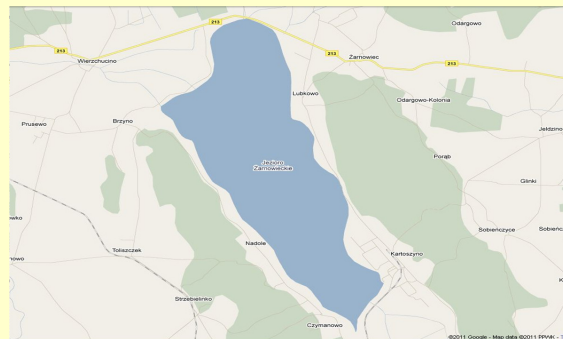 Odargowo
213
213
Żarnowiec
213
Wierzchucino
Lubkowo
Odargowo-Kolonia
Prusewo
Brzyno
Jeldzino
Porąb
Jezioro
Żarnowieckie
Glinki
Sobieńczyce
Sobieńc
Nadole
Toliszczek
Kartoszyno
Strzebielinko
Czymanowo
©2011 Google - Map data ©2011 PPWK -